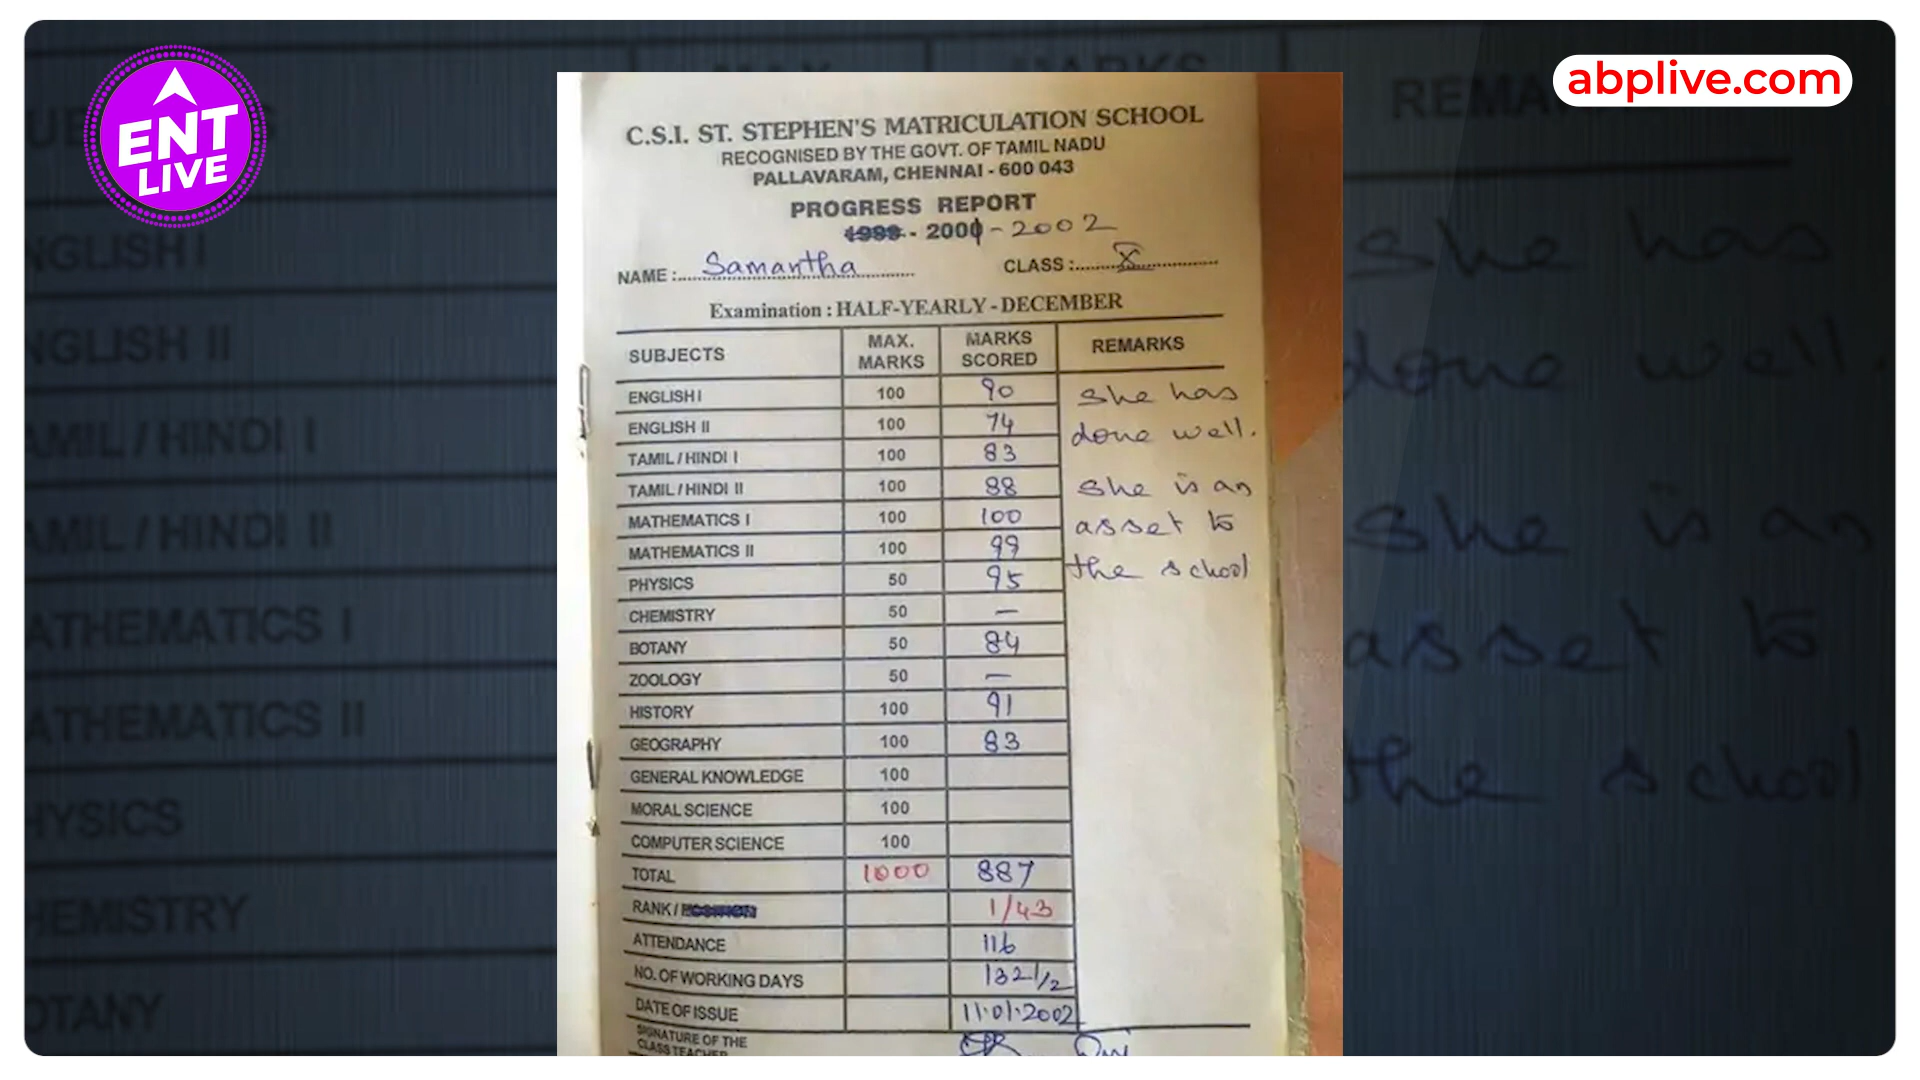 ENT
LIVE
abplive.com
C.S.I. ST. STEPHEN'S MATRICULATION SCHOOL
RECOGNISED BY THE GOVT. OF TAMIL NADU
PALLAVARAM, CHENNAI - 600 043
PROGRESS REPORT
1999 - 2001 - 2002
NAME : Samantha CLASS : X
Examination : HALF-YEARLY - DECEMBER
SUBJECTS MAX. MARKS MARKS SCORED REMARKS
ENGLISH I 100 90 She has
ENGLISH II 100 74 done well.
TAMIL / HINDI I 100 83
TAMIL / HINDI II 100 88 She is an
MATHEMATICS I 100 100 asset to
MATHEMATICS II 100 99 the school
PHYSICS 50 95
CHEMISTRY 50 —
BOTANY 50 84
ZOOLOGY 50 —
HISTORY 100 91
GEOGRAPHY 100 83
GENERAL KNOWLEDGE 100
MORAL SCIENCE 100
COMPUTER SCIENCE 100
TOTAL 1000 887
RANK / 1/43
ATTENDANCE 116
NO. OF WORKING DAYS 132 1/2
DATE OF ISSUE 11.01.2002
SIGNATURE OF THE
CLASS TEACHER